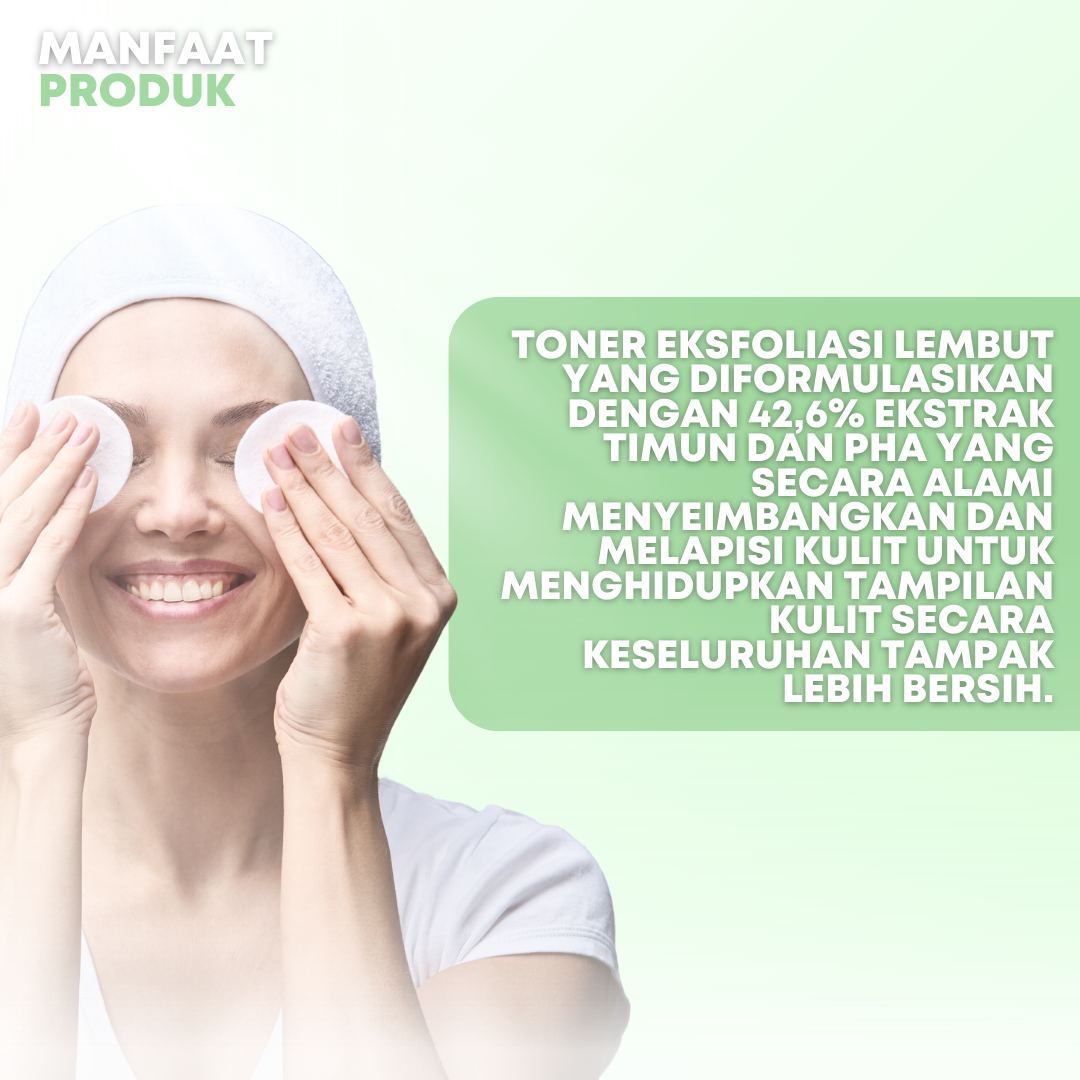 MANFAAT
PRODUK
TONER EKSFOLIASI LEMBUT
YANG DIFORMULASIKAN
DENGAN 42,6% EKSTRAK
TIMUN DAN PHA YANG
SECARA ALAMI
MENYEIMBANGKAN DAN
MELAPISI KULIT UNTUK
MENGHIDUPKAN TAMPILAN
KULIT SECARA
KESELURUHAN TAMPAK
LEBIH BERSIH.